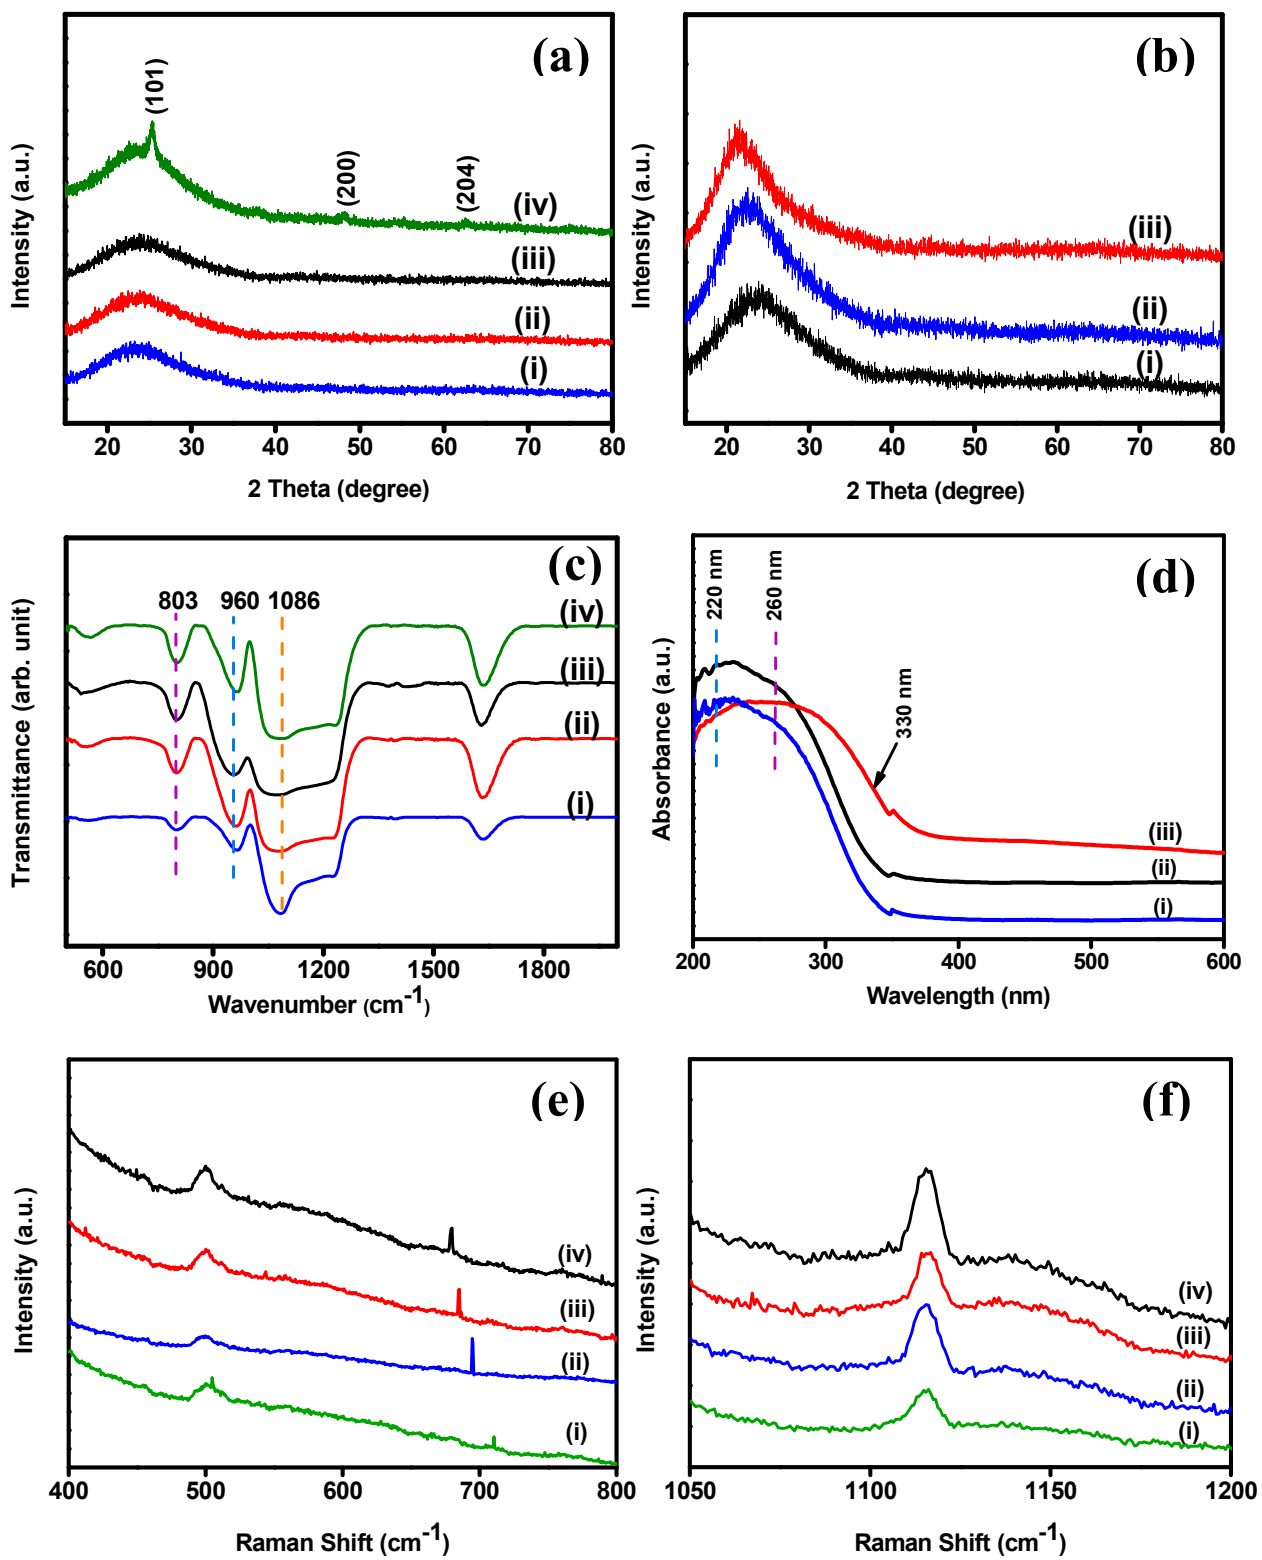 (a)
(101)
(200)
(204)
(iv)
(iii)
(ii)
(i)
Intensity (a.u.)
20 30 40 50 60 70 80
2 Theta (degree)
(b)
(iii)
(ii)
(i)
Intensity (a.u.)
20 30 40 50 60 70 80
2 Theta (degree)
(c)
803 960 1086
(iv)
(iii)
(ii)
(i)
Transmittance (arb. unit)
600 900 1200 1500 1800
Wavenumber (cm⁻¹)
(d)
220 nm
260 nm
330 nm
(iii)
(ii)
(i)
Absorbance (a.u.)
200 300 400 500 600
Wavelength (nm)
(e)
(iv)
(iii)
(ii)
(i)
Intensity (a.u.)
400 500 600 700 800
Raman Shift (cm⁻¹)
(f)
(iv)
(iii)
(ii)
(i)
Intensity (a.u.)
1050 1100 1150 1200
Raman Shift (cm⁻¹)